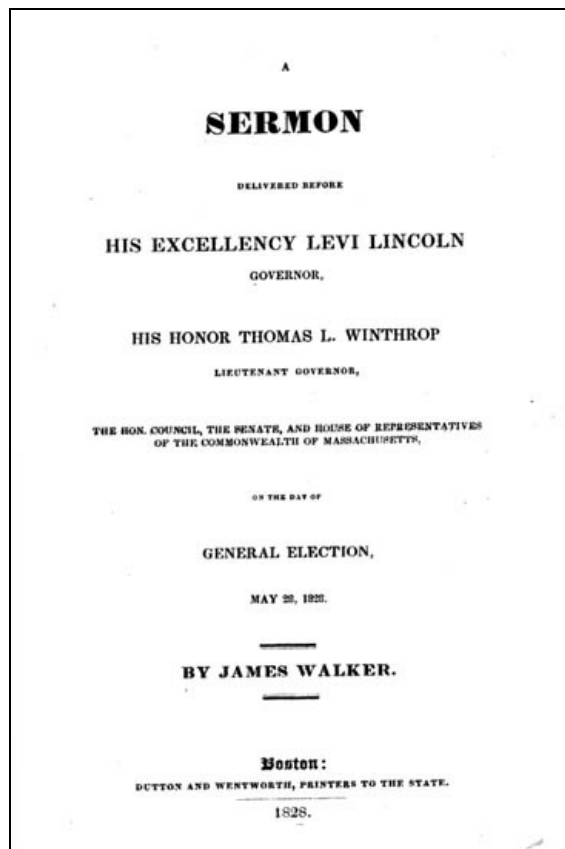 A
SERMON
DELIVERED BEFORE
HIS EXCELLENCY LEVI LINCOLN
GOVERNOR,
HIS HONOR THOMAS L. WINTHROP
LIEUTENANT GOVERNOR,
THE HON. COUNCIL, THE SENATE, AND HOUSE OF REPRESENTATIVES
OF THE COMMONWEALTH OF MASSACHUSETTS,
ON THE DAY OF
GENERAL ELECTION,
MAY 28, 1828.
BY JAMES WALKER.
Boston:
DUTTON AND WENTWORTH, PRINTERS TO THE STATE.
1828.